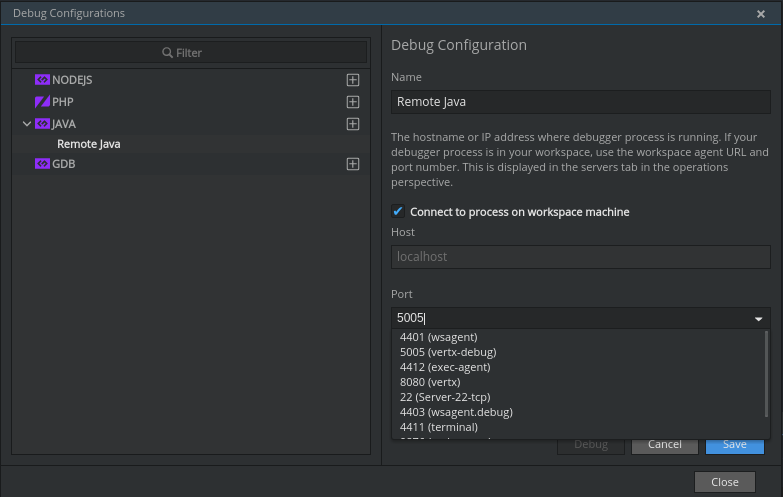 Debug Configurations
Filter
NODEJS
PHP
JAVA
Remote Java
GDB
Debug Configuration
Name
Remote Java
The hostname or IP address where debugger process is running. If your
debugger process is in your workspace, use the workspace agent URL and
port number. This is displayed in the servers tab in the operations
perspective.
Connect to process on workspace machine
Host
localhost
Port
5005
4401 (wsagent)
5005 (vertx-debug)
4412 (exec-agent)
8080 (vertx)
22 (Server-22-tcp)
4403 (wsagent.debug)
4411 (terminal)
Debug
Cancel
Save
Close